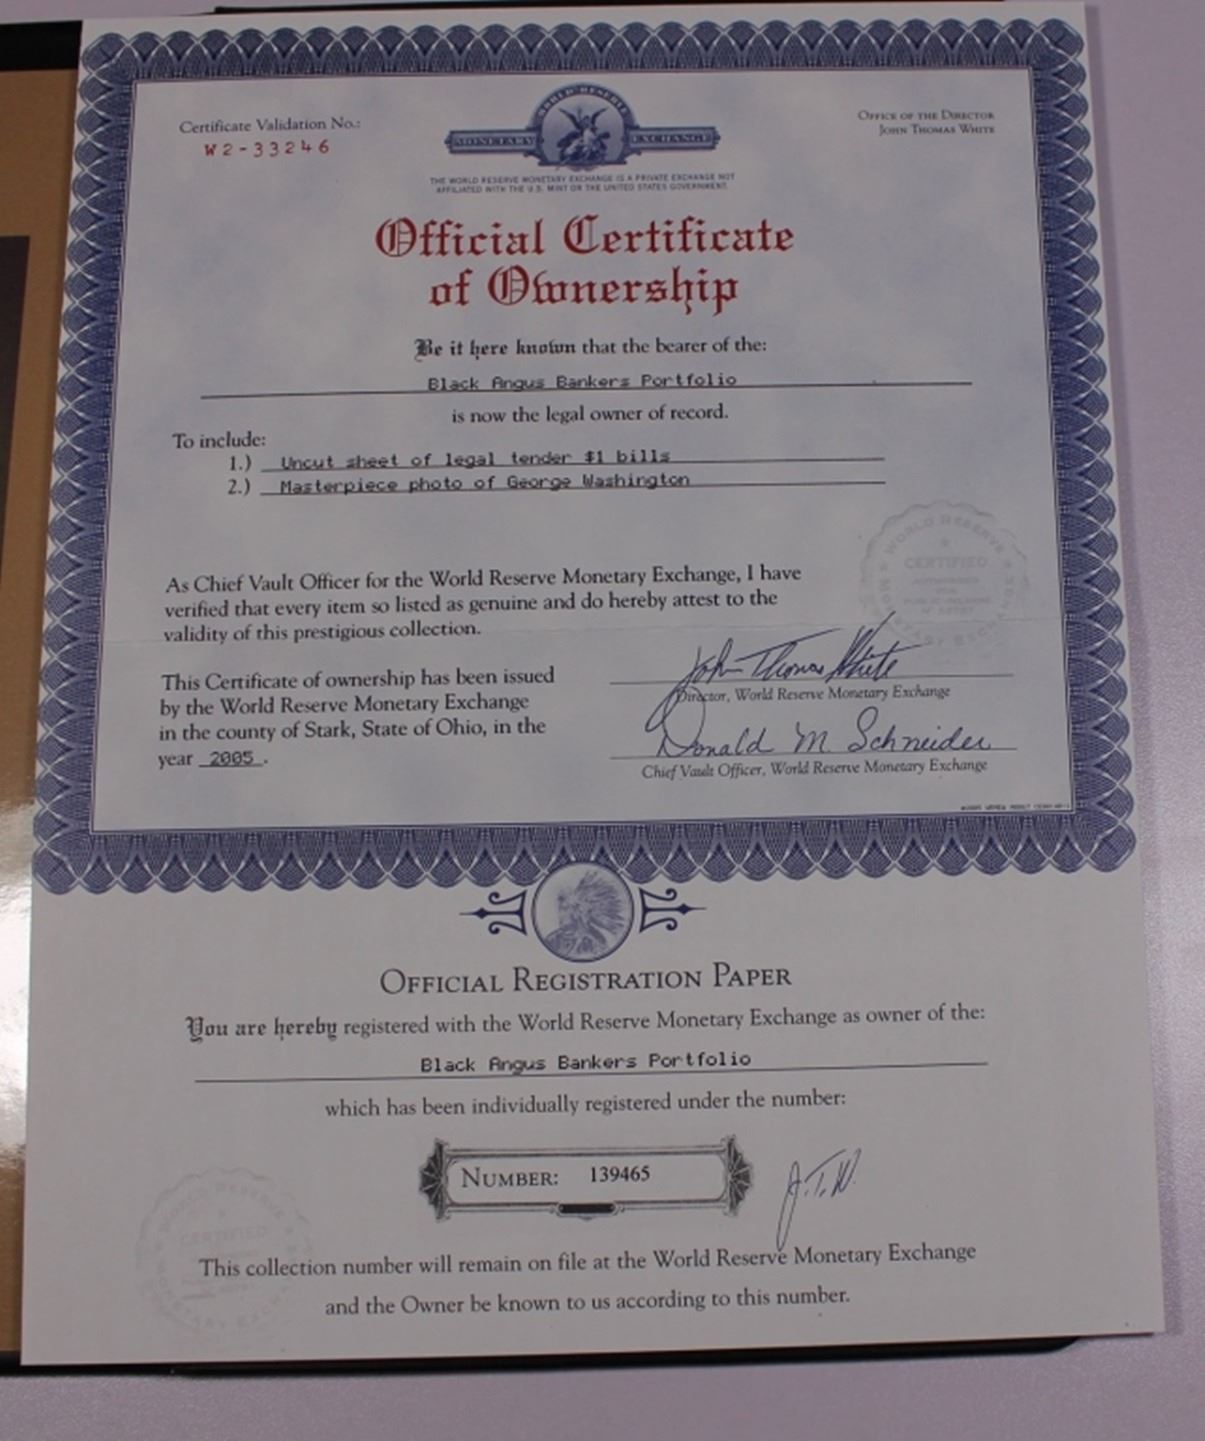 Certificate Validation No.:
W2-33246
WORLD RESERVE
MONETARY EXCHANGE
OFFICE OF THE DIRECTOR
JOHN THOMAS WHITE
THE WORLD RESERVE MONETARY EXCHANGE IS A PRIVATE EXCHANGE NOT
AFFILIATED WITH THE U.S. MINT OR THE UNITED STATES GOVERNMENT.
Official Certificate
of Ownership
Be it here known that the bearer of the:
Black Angus Bankers Portfolio
is now the legal owner of record.
To include:
1.) Uncut sheet of legal tender $1 bills
2.) Masterpiece photo of George Washington
WORLD RESERVE
CERTIFIED
MONETARY EXCHANGE
As Chief Vault Officer for the World Reserve Monetary Exchange, I have
verified that every item so listed as genuine and do hereby attest to the
validity of this prestigious collection.
John Thomas White
Director, World Reserve Monetary Exchange
This Certificate of ownership has been issued
by the World Reserve Monetary Exchange
in the county of Stark, State of Ohio, in the
year 2005.
Donald M. Schneider
Chief Vault Officer, World Reserve Monetary Exchange
OFFICIAL REGISTRATION PAPER
You are hereby registered with the World Reserve Monetary Exchange as owner of the:
Black Angus Bankers Portfolio
which has been individually registered under the number:
NUMBER: 139465
J.T.W.
WORLD RESERVE
CERTIFIED
MONETARY EXCHANGE
This collection number will remain on file at the World Reserve Monetary Exchange
and the Owner be known to us according to this number.